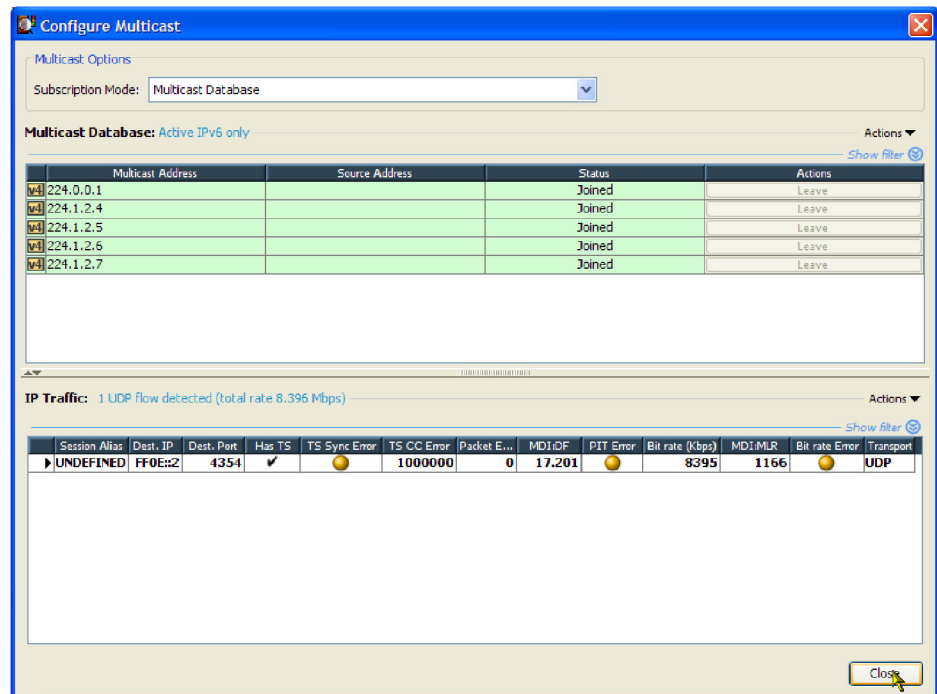 Configure Multicast
Multicast Options
Subscription Mode: Multicast Database
Multicast Database: Active IPv6 only Actions
Show filter
Multicast Address Source Address Status Actions
v4 224.0.0.1 Joined Leave
v4 224.1.2.4 Joined Leave
v4 224.1.2.5 Joined Leave
v4 224.1.2.6 Joined Leave
v4 224.1.2.7 Joined Leave
IP Traffic: 1 UDP flow detected (total rate 8.396 Mbps) Actions
Show filter
Session Alias Dest. IP Dest. Port Has TS TS Sync Error TS CC Error Packet E... MDI:DF PIT Error Bit rate (Kbps) MDI:MLR Bit rate Error Transport
UNDEFINED FF0E::2 4354 ✔ 1000000 0 17.201 8395 1166 UDP
Close